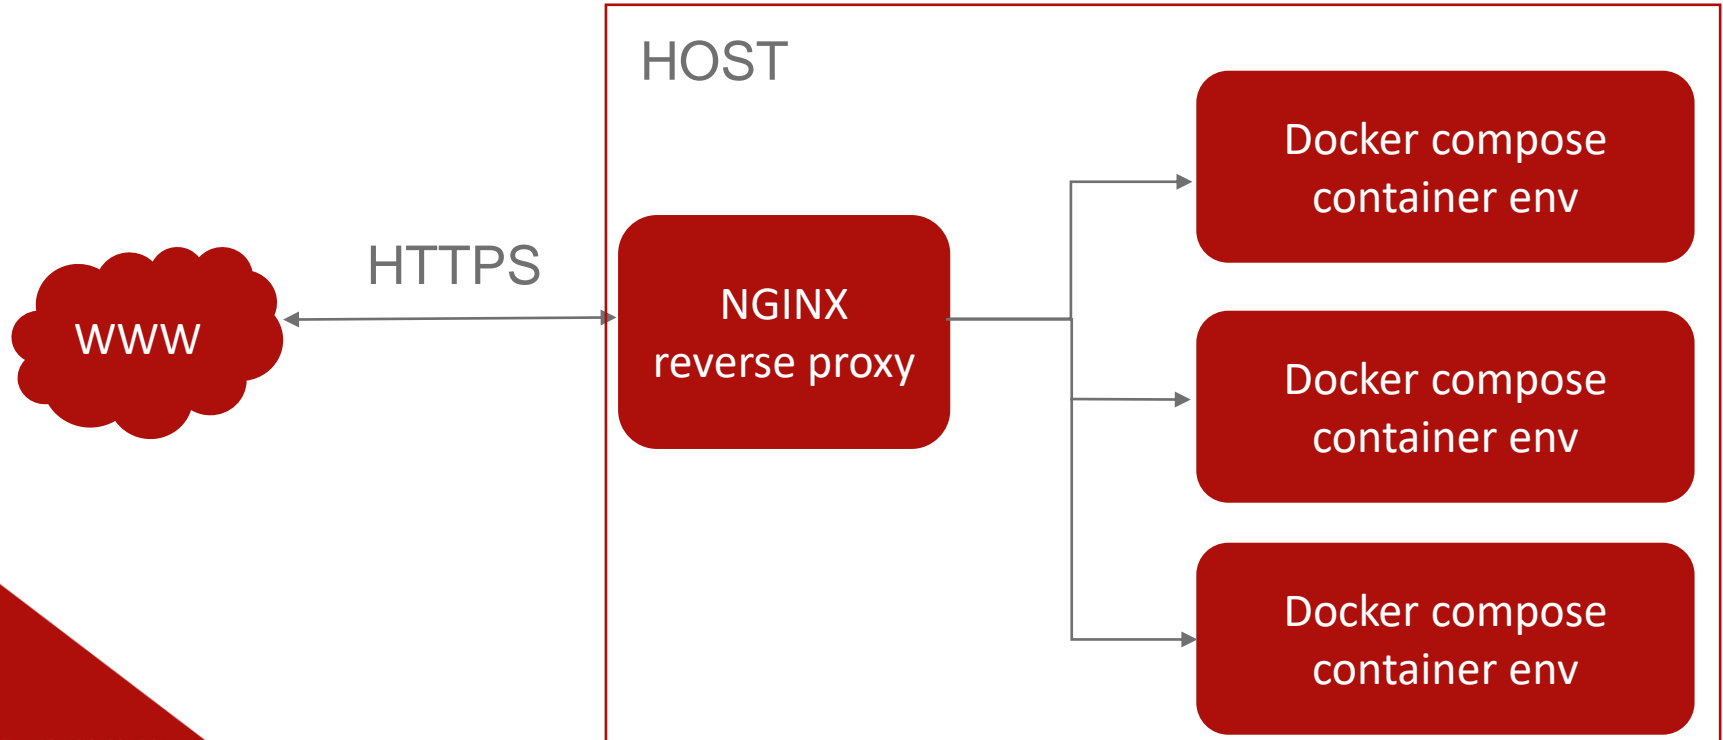 HOST
WWW
HTTPS
NGINX
reverse proxy
Docker compose
container env
Docker compose
container env
Docker compose
container env